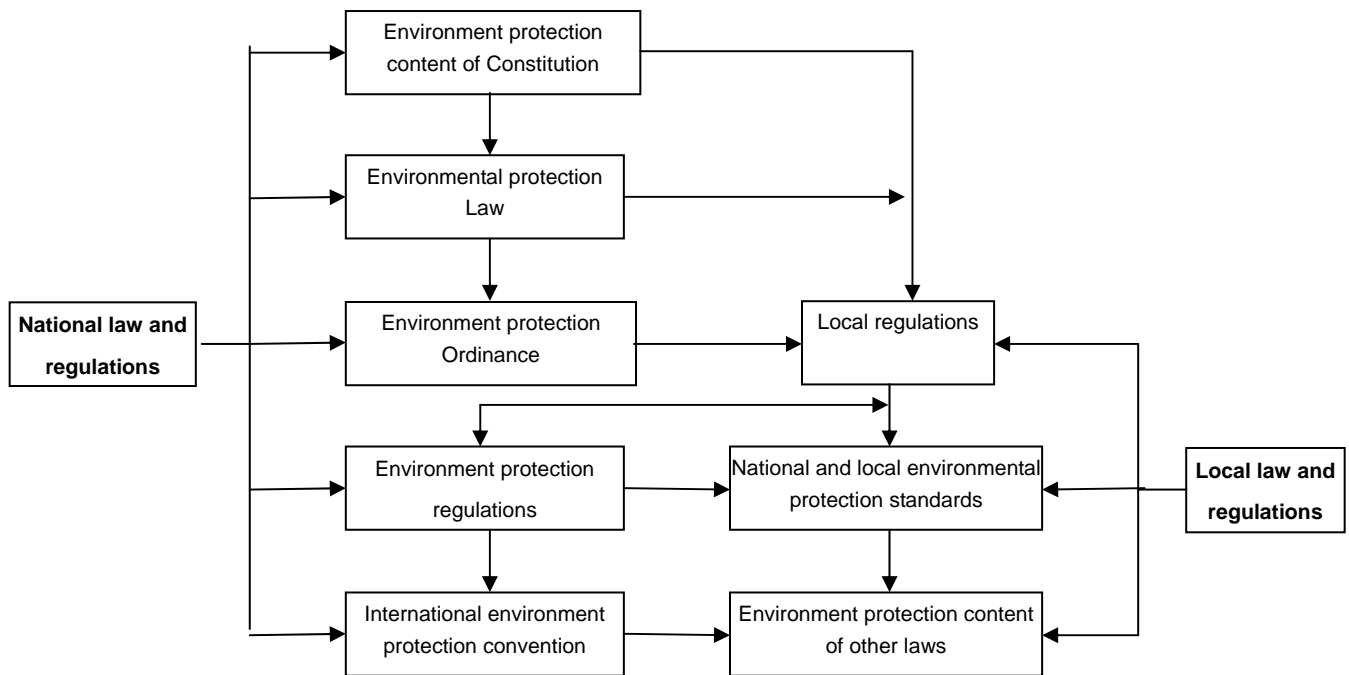 Environment protection
content of Constitution
Environmental protection
Law
National law and
regulations
Environment protection
Ordinance
Local regulations
Environment protection
regulations
National and local environmental
protection standards
Local law and
regulations
International environment
protection convention
Environment protection content
of other laws